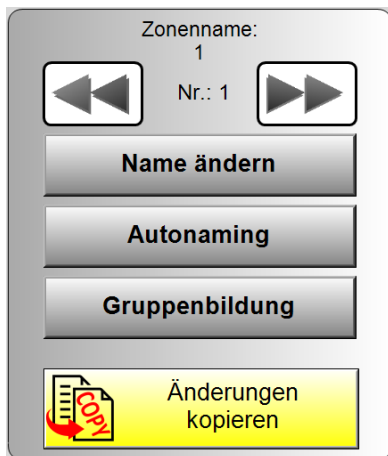 Zonenname:
1
Nr.: 1
Name ändern
Autonaming
Gruppenbildung
COPY
Änderungen
kopieren